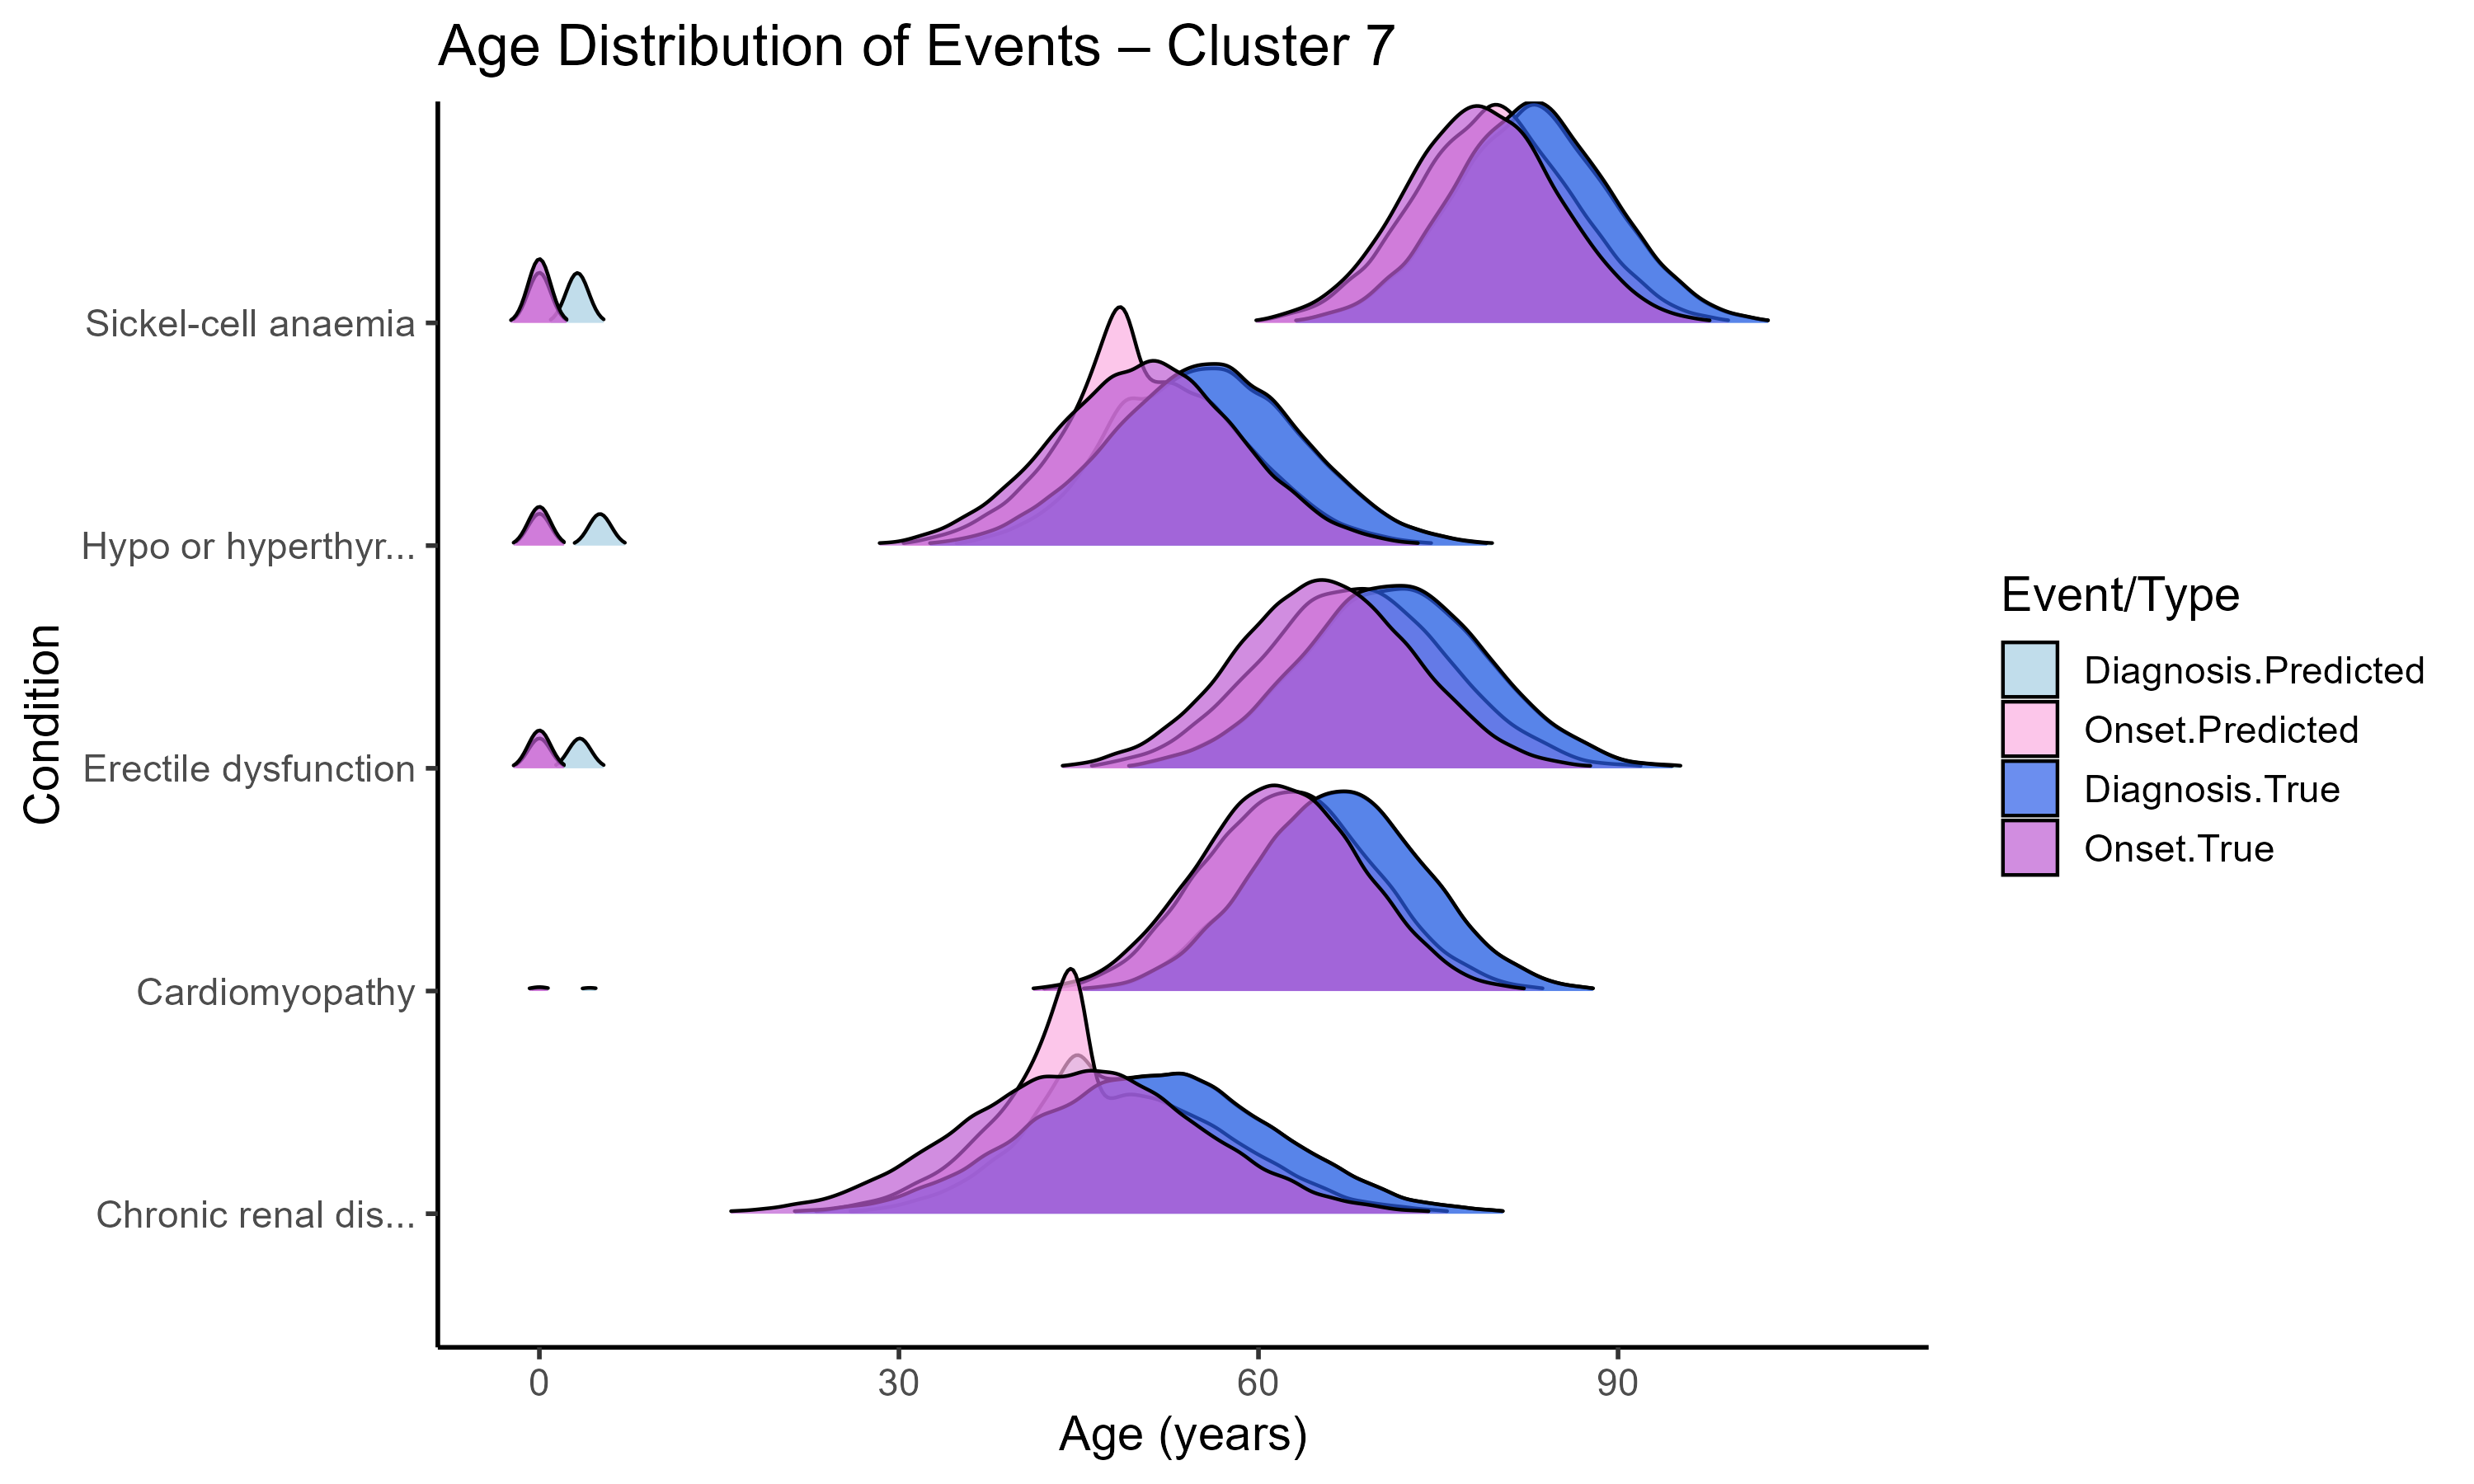 Age Distribution of Events – Cluster 7
Condition
Sickel-cell anaemia
Hypo or hyperthyr...
Erectile dysfunction
Cardiomyopathy
Chronic renal dis...
0 30 60 90
Age (years)
Event/Type
Diagnosis.Predicted
Onset.Predicted
Diagnosis.True
Onset.True